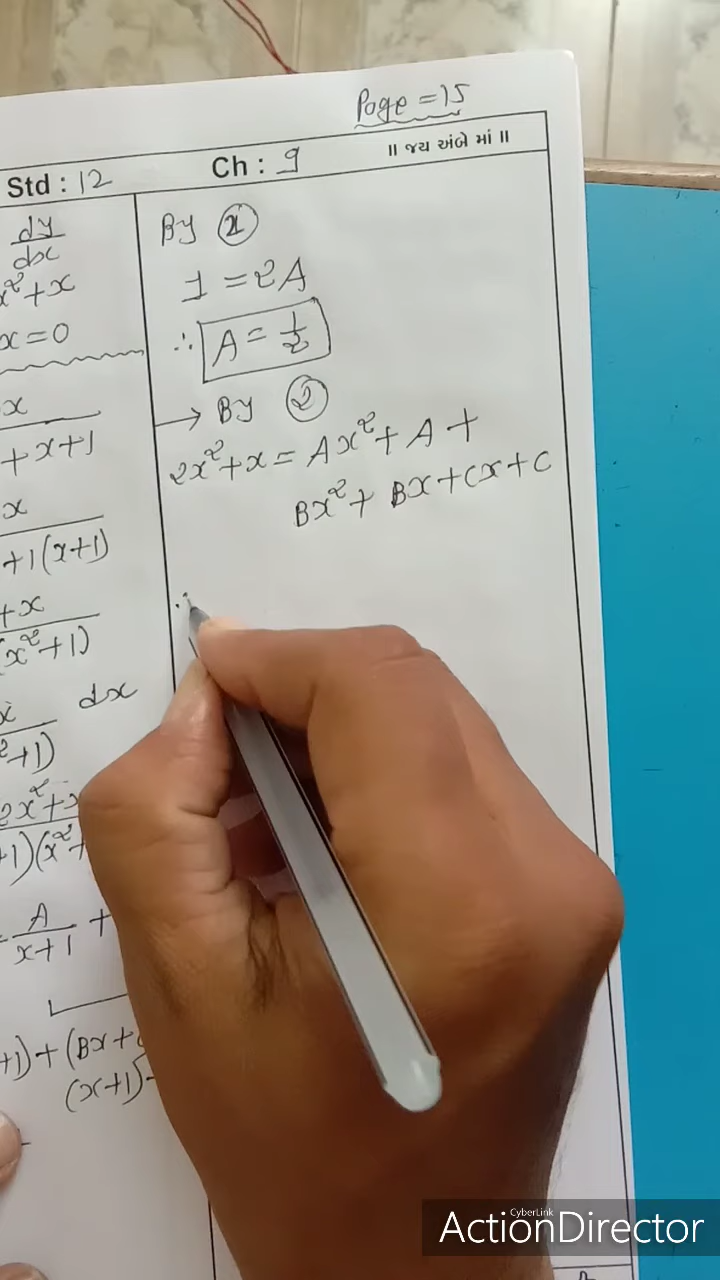 Page = 15
Std : 12 Ch : 9 ॥ જય અંબે માં ॥
dy
dx
x² + x
x = 0
x
+ x + 1
x
+ 1 (x + 1)
+ x
(x² + 1)
x dx
² + 1)
2x² +
+ 1)(x² +
= A +
x + 1
+ 1) + (Bx +
(x + 1)
By ①
1 = 2A
∴ A = 1/2
→ By ②
2x² + x = Ax² + A +
Bx² + Bx + Cx + C
CyberLink
ActionDirector